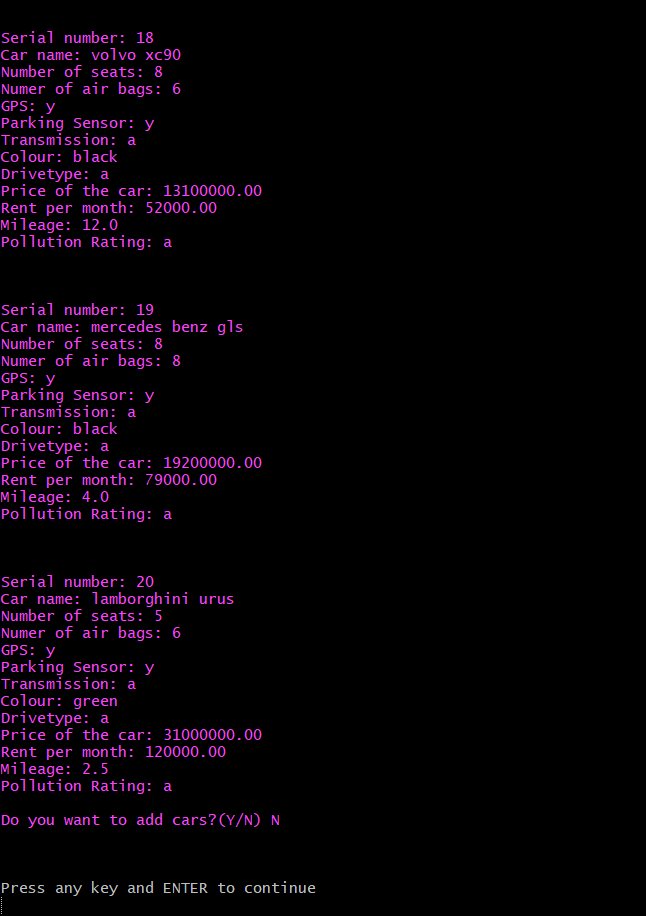 Serial number: 18
Car name: volvo xc90
Number of seats: 8
Numer of air bags: 6
GPS: y
Parking Sensor: y
Transmission: a
Colour: black
Drivetype: a
Price of the car: 13100000.00
Rent per month: 52000.00
Mileage: 12.0
Pollution Rating: a
Serial number: 19
Car name: mercedes benz gls
Number of seats: 8
Numer of air bags: 8
GPS: y
Parking Sensor: y
Transmission: a
Colour: black
Drivetype: a
Price of the car: 19200000.00
Rent per month: 79000.00
Mileage: 4.0
Pollution Rating: a
Serial number: 20
Car name: lamborghini urus
Number of seats: 5
Numer of air bags: 6
GPS: y
Parking Sensor: y
Transmission: a
Colour: green
Drivetype: a
Price of the car: 31000000.00
Rent per month: 120000.00
Mileage: 2.5
Pollution Rating: a
Do you want to add cars?(Y/N) N
Press any key and ENTER to continue